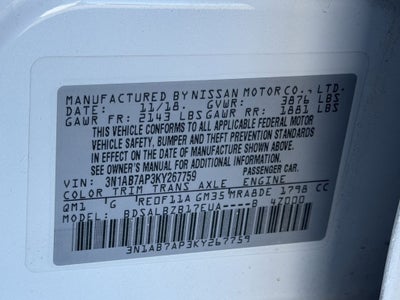 MANUFACTURED BY NISSAN MOTOR CO., LTD.
DATE: 11/18. GVWR: 3876 LBS
GAWR FR: 2143 LBS GAWR RR: 1881 LBS
THIS VEHICLE CONFORMS TO ALL APPLICABLE FEDERAL MOTOR
VEHICLE SAFETY, BUMPER, AND THEFT PREVENTION STANDARDS
IN EFFECT ON THE DATE OF MANUFACTURE SHOWN ABOVE.
SEE OWNER'S MANUAL FOR ADDITIONAL INFORMATION.
VIN: 3N1AB7AP3KY267759 PASSENGER CAR.
COLOR TRIM TRANS AXLE ENGINE
QM1 G RE0F11A GM35 MRA8DE 1798 CC
MODEL: BDSALBZB17EUA----B 47000
3N1AB7AP3KY267759